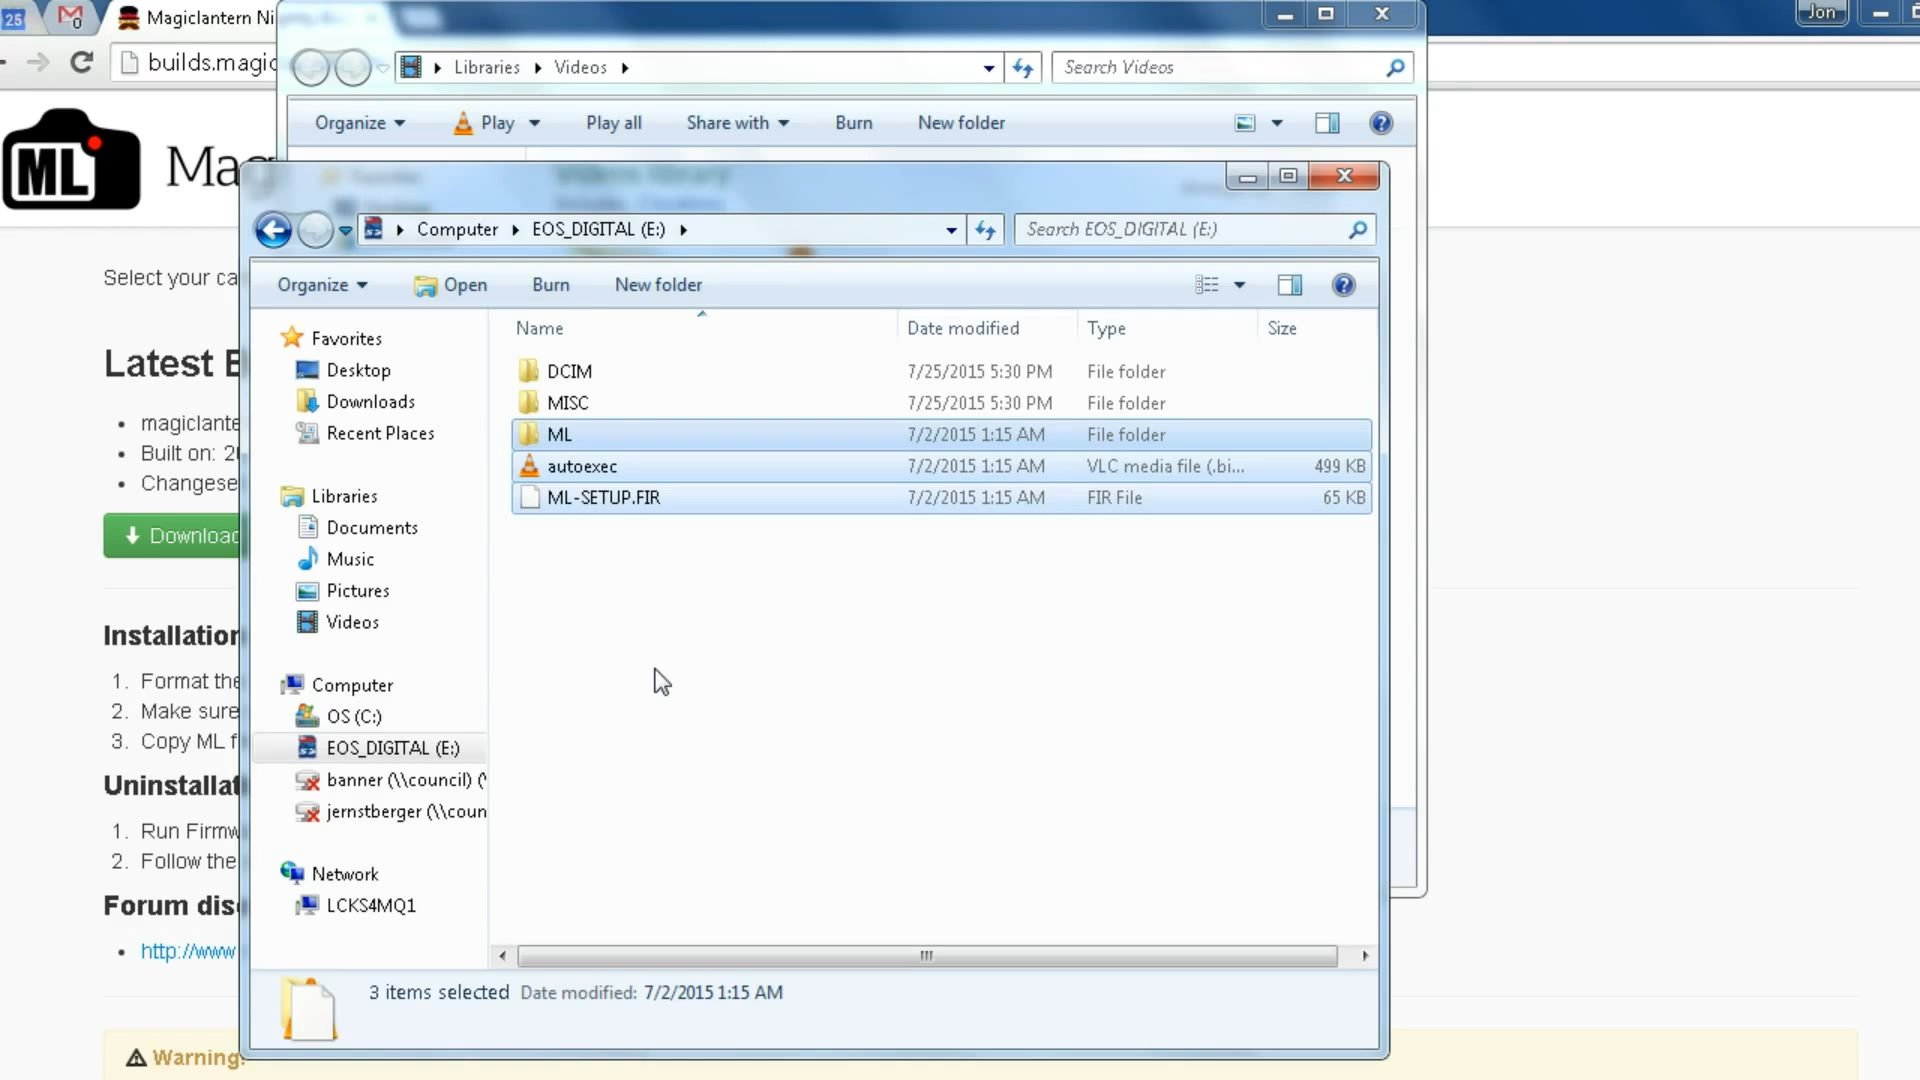 25
0
Magiclantern Ni
Jon
builds.magic
Libraries Videos
Search Videos
Organize Play Play all Share with Burn New folder
ML Mag
Computer EOS_DIGITAL (E:)
Search EOS_DIGITAL (E:)
Organize Open Burn New folder
Select your ca
Latest B
magiclanter
Built on: 20
Changese
Download
Installation
1. Format the
2. Make sure
3. Copy ML f
Uninstallat
1. Run Firmw
2. Follow the
Forum disc
http://www
Warning:
Favorites
Desktop
Downloads
Recent Places
Libraries
Documents
Music
Pictures
Videos
Computer
OS (C:)
EOS_DIGITAL (E:)
banner (\\council) (
jernstberger (\\coun
Network
LCKS4MQ1
Name Date modified Type Size
DCIM 7/25/2015 5:30 PM File folder
MISC 7/25/2015 5:30 PM File folder
ML 7/2/2015 1:15 AM File folder
autoexec 7/2/2015 1:15 AM VLC media file (.bi... 499 KB
ML-SETUP.FIR 7/2/2015 1:15 AM FIR File 65 KB
3 items selected Date modified: 7/2/2015 1:15 AM